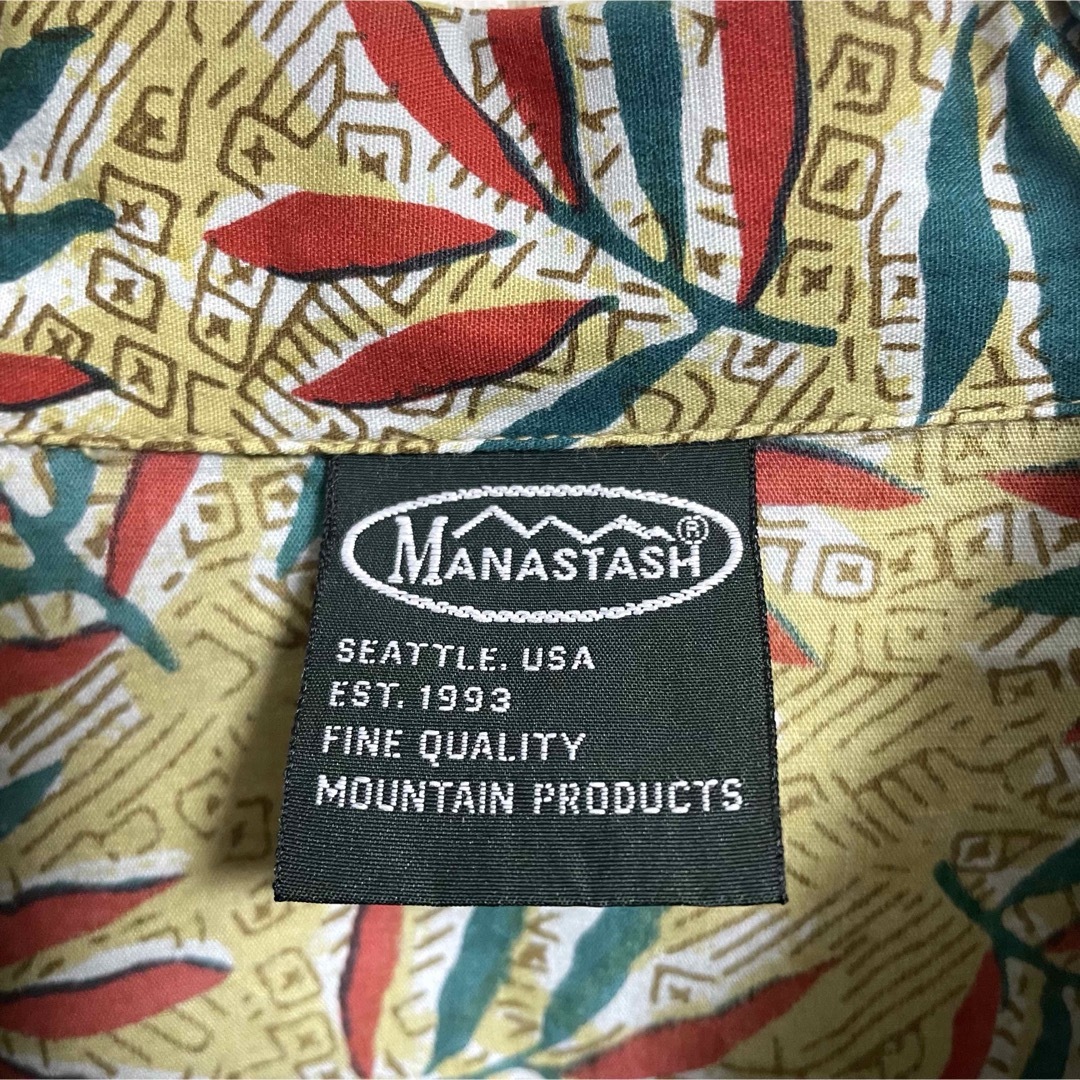 MANASTASH®
SEATTLE. USA
EST. 1993
FINE QUALITY
MOUNTAIN PRODUCTS